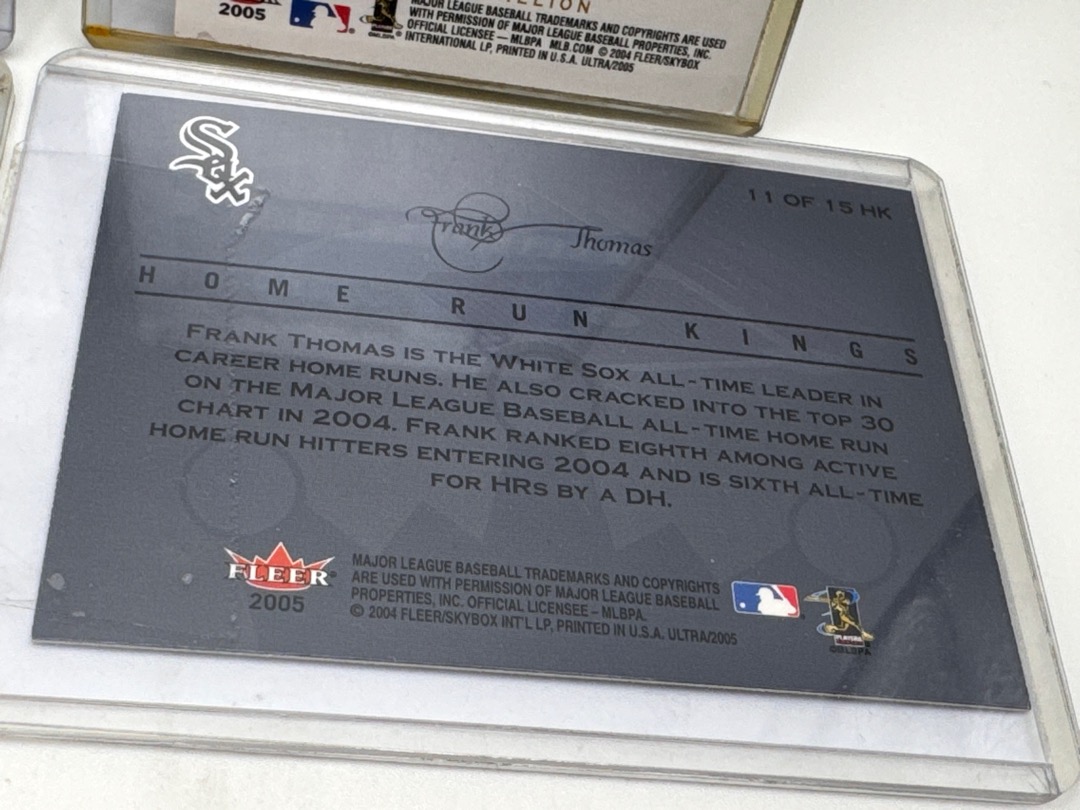 2005
LLION
MAJOR LEAGUE BASEBALL TRADEMARKS AND COPYRIGHTS ARE USED
WITH PERMISSION OF MAJOR LEAGUE BASEBALL PROPERTIES, INC.
OFFICIAL LICENSEE – MLBPA MLB.COM © 2004 FLEER/SKYBOX
INTERNATIONAL LP, PRINTED IN U.S.A. ULTRA/2005
Sox
11 OF 15 HK
Frank Thomas
HOME RUN KINGS
FRANK THOMAS IS THE WHITE SOX ALL-TIME LEADER IN
CAREER HOME RUNS. HE ALSO CRACKED INTO THE TOP 30
ON THE MAJOR LEAGUE BASEBALL ALL-TIME HOME RUN
CHART IN 2004. FRANK RANKED EIGHTH AMONG ACTIVE
HOME RUN HITTERS ENTERING 2004 AND IS SIXTH ALL-TIME
FOR HRS BY A DH.
FLEER
2005
MAJOR LEAGUE BASEBALL TRADEMARKS AND COPYRIGHTS
ARE USED WITH PERMISSION OF MAJOR LEAGUE BASEBALL
PROPERTIES, INC. OFFICIAL LICENSEE – MLBPA.
© 2004 FLEER/SKYBOX INT'L LP, PRINTED IN U.S.A. ULTRA/2005
PLAYERS
©MLBPA